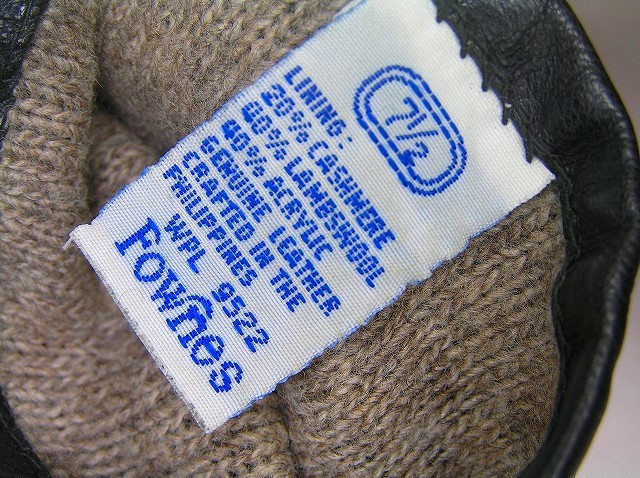 7½
LINING:
20% CASHMERE
40% LAMBSWOOL
40% ACRYLIC
GENUINE LEATHER
CRAFTED IN THE
PHILIPPINES
WPL 9522
Fownes